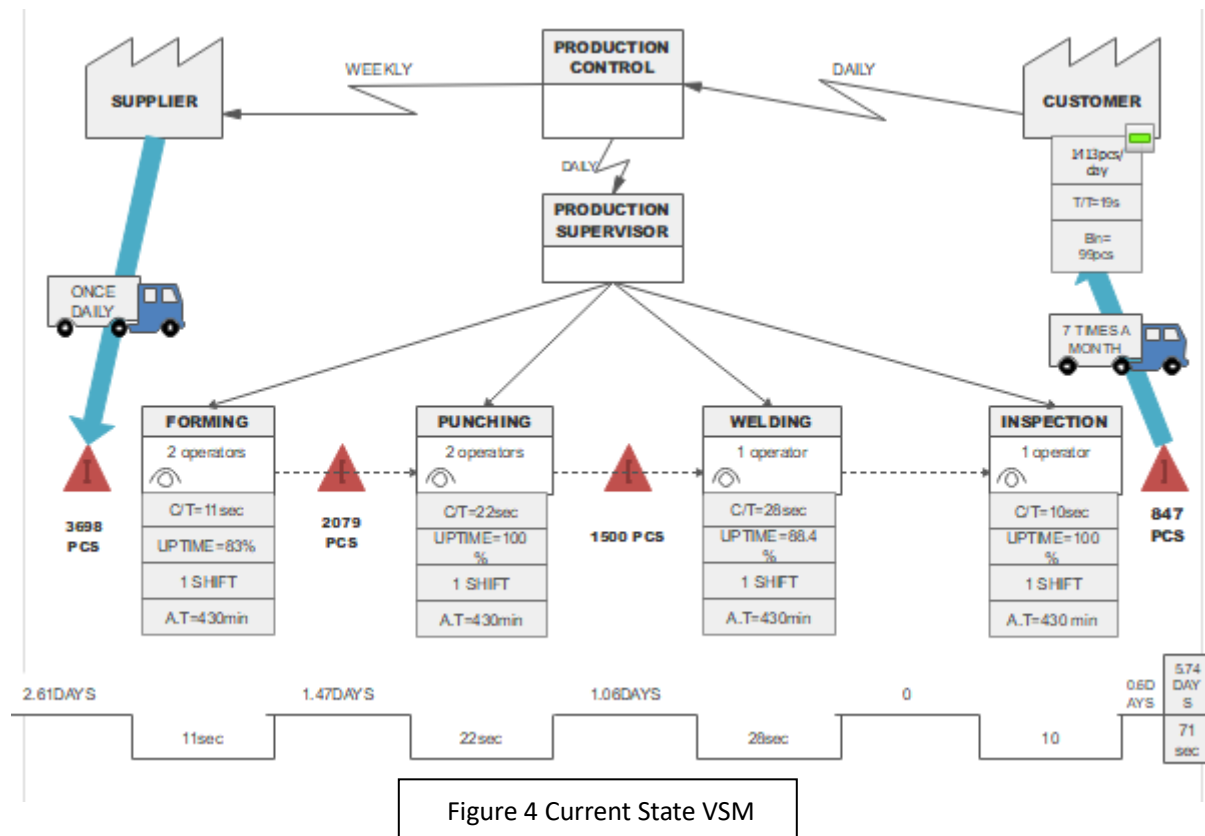 PRODUCTION
CONTROL
WEEKLY
DAILY
SUPPLIER
CUSTOMER
1413pcs/
day
T/T=19s
Bin=
99pcs
DAILY
PRODUCTION
SUPERVISOR
ONCE
DAILY
7 TIMES A
MONTH
FORMING
2 operators
C/T=11sec
UPTIME=83%
1 SHIFT
A.T=430min
PUNCHING
2 operators
C/T=22sec
UPTIME=100
%
1 SHIFT
A.T=430min
WELDING
1 operator
C/T=28sec
UPTIME=88.4
%
1 SHIFT
A.T=430min
INSPECTION
1 operator
C/T=10sec
UPTIME=100
%
1 SHIFT
A.T=430 min
I
3698
PCS
I
2079
PCS
I
1500 PCS
I
847
PCS
2.61DAYS
1.47DAYS
1.06DAYS
0
0.6D
AYS
5.74
DAY
S
11sec
22sec
28sec
10
71
sec
Figure 4 Current State VSM